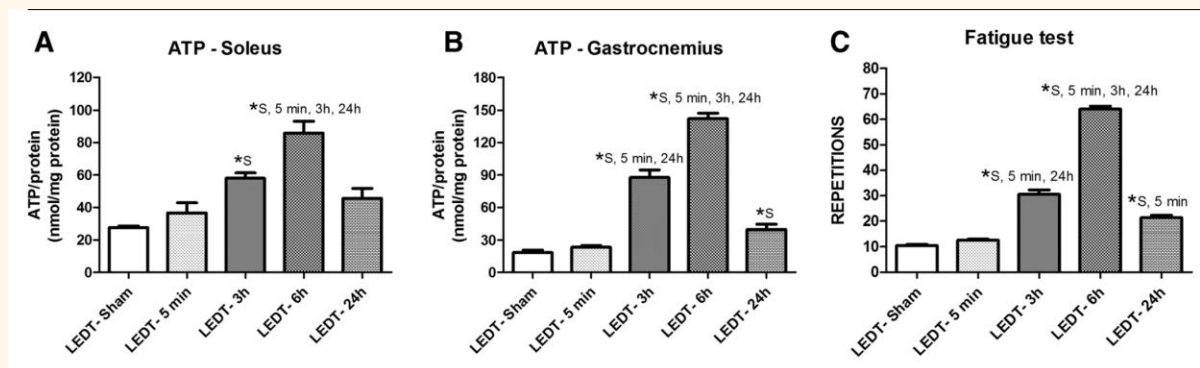 A
ATP - Soleus
ATP/protein
(nmol/mg protein)
120
100
80
60
40
20
0
*S
*S, 5 min, 3h, 24h
LEDT- Sham
LEDT- 5 min
LEDT- 3h
LEDT- 6h
LEDT- 24h
B
ATP - Gastrocnemius
ATP/protein
(nmol/mg protein)
180
150
120
90
60
30
0
*S, 5 min, 24h
*S, 5 min, 3h, 24h
*S
LEDT- Sham
LEDT- 5 min
LEDT- 3h
LEDT- 6h
LEDT- 24h
C
Fatigue test
REPETITIONS
80
70
60
50
40
30
20
10
0
*S, 5 min, 24h
*S, 5 min, 3h, 24h
*S, 5 min
LEDT- Sham
LEDT- 5 min
LEDT- 3h
LEDT- 6h
LEDT- 24h